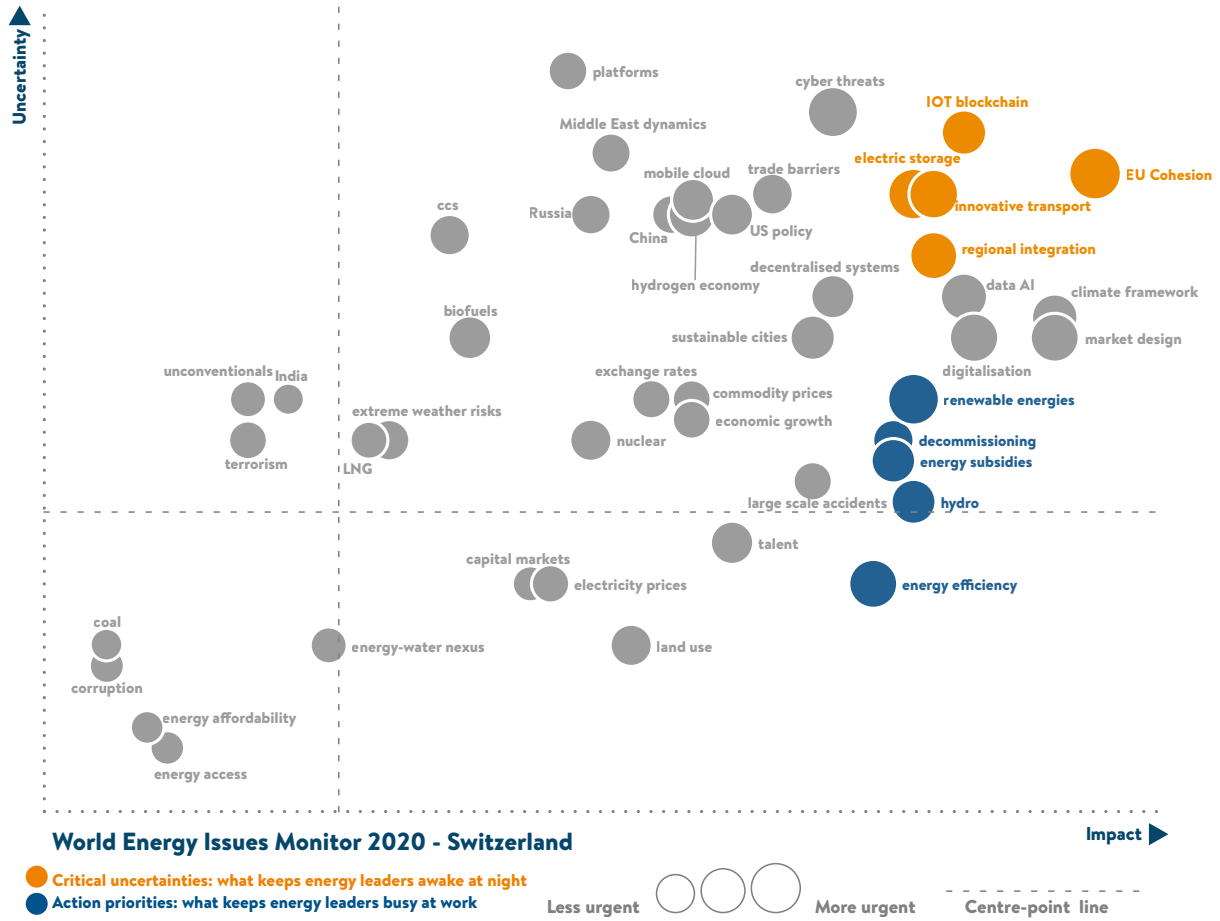 Uncertainty
platforms
cyber threats
IOT blockchain
Middle East dynamics
electric storage
mobile cloud
trade barriers
EU Cohesion
ccs
Russia
innovative transport
China
US policy
regional integration
decentralised systems
hydrogen economy
data AI
climate framework
biofuels
sustainable cities
market design
unconventionals
India
exchange rates
digitalisation
commodity prices
renewable energies
extreme weather risks
economic growth
nuclear
decommissioning
terrorism
LNG
energy subsidies
large scale accidents
hydro
talent
capital markets
electricity prices
energy efficiency
coal
energy-water nexus
land use
corruption
energy affordability
energy access
Impact
World Energy Issues Monitor 2020 - Switzerland
Critical uncertainties: what keeps energy leaders awake at night
Action priorities: what keeps energy leaders busy at work
Less urgent
More urgent
Centre-point line